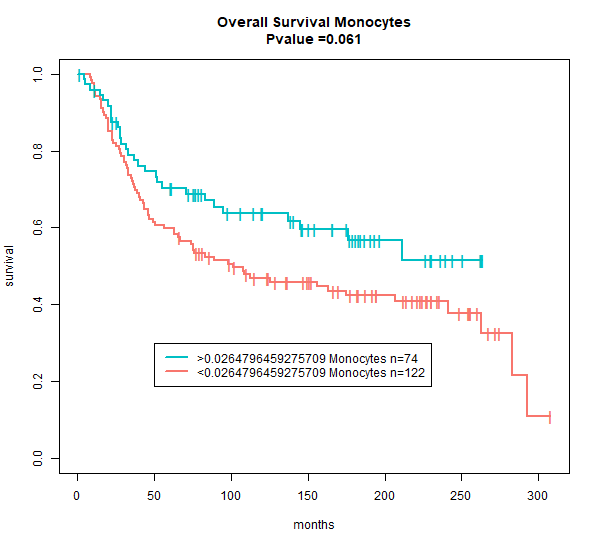 Overall Survival Monocytes
Pvalue =0.061
survival
1.0
0.8
0.6
0.4
0.2
0.0
>0.0264796459275709 Monocytes n=74
<0.0264796459275709 Monocytes n=122
0 50 100 150 200 250 300
months